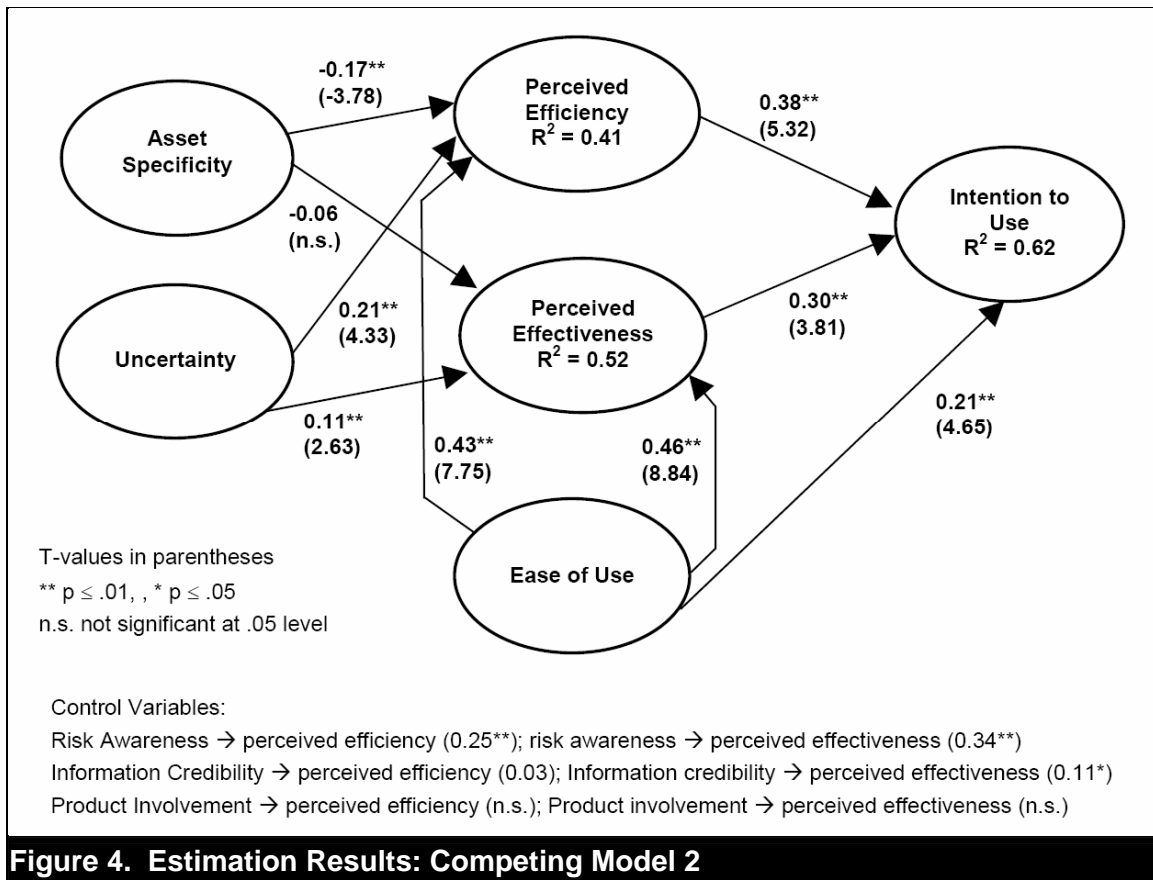 -0.17**
(-3.78)
Perceived
Efficiency
R² = 0.41
0.38**
(5.32)
Asset
Specificity
Intention to
Use
R² = 0.62
-0.06
(n.s.)
Perceived
Effectiveness
R² = 0.52
0.21**
(4.33)
0.30**
(3.81)
Uncertainty
0.11**
(2.63)
0.43**
(7.75)
0.46**
(8.84)
0.21**
(4.65)
Ease of Use
T-values in parentheses
** p ≤ .01, , * p ≤ .05
n.s. not significant at .05 level
Control Variables:
Risk Awareness → perceived efficiency (0.25**); risk awareness → perceived effectiveness (0.34**)
Information Credibility → perceived efficiency (0.03); Information credibility → perceived effectiveness (0.11*)
Product Involvement → perceived efficiency (n.s.); Product involvement → perceived effectiveness (n.s.)
Figure 4. Estimation Results: Competing Model 2